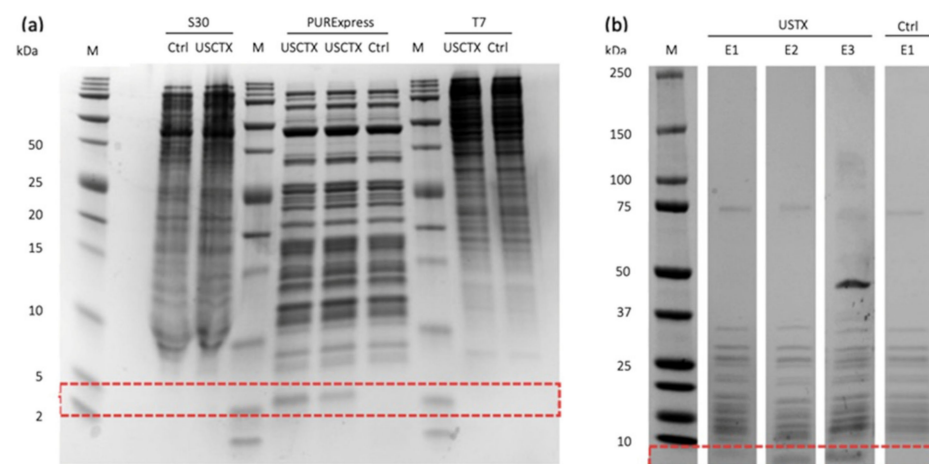 (a)
S30 PURExpress T7
kDa M Ctrl USCTX M USCTX USCTX Ctrl M USCTX Ctrl
50
25
20
15
10
5
2
(b)
USTX Ctrl
kDa M E1 E2 E3 E1
250
150
100
75
50
37
25
10